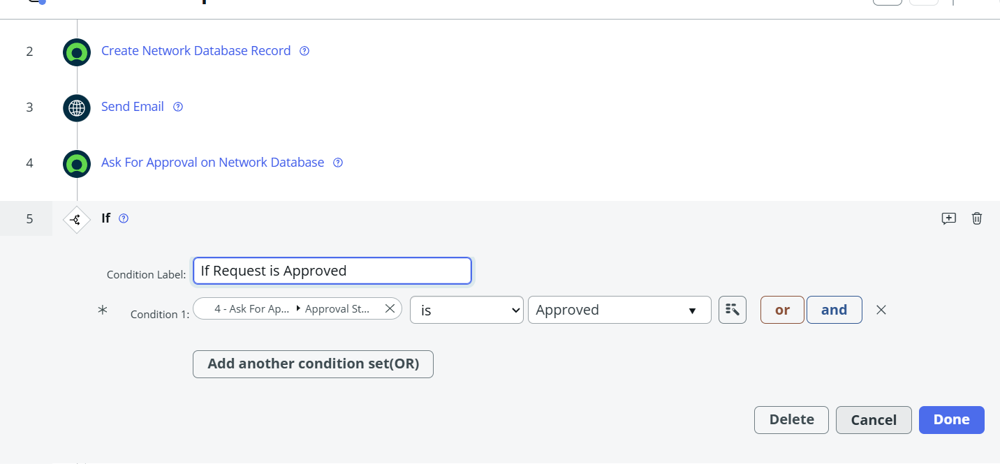 2 Create Network Database Record ?
3 Send Email ?
4 Ask For Approval on Network Database ?
5 If ?
Condition Label: If Request is Approved
* Condition 1: 4 - Ask For Ap... Approval St... is Approved or and
Add another condition set(OR)
Delete Cancel Done